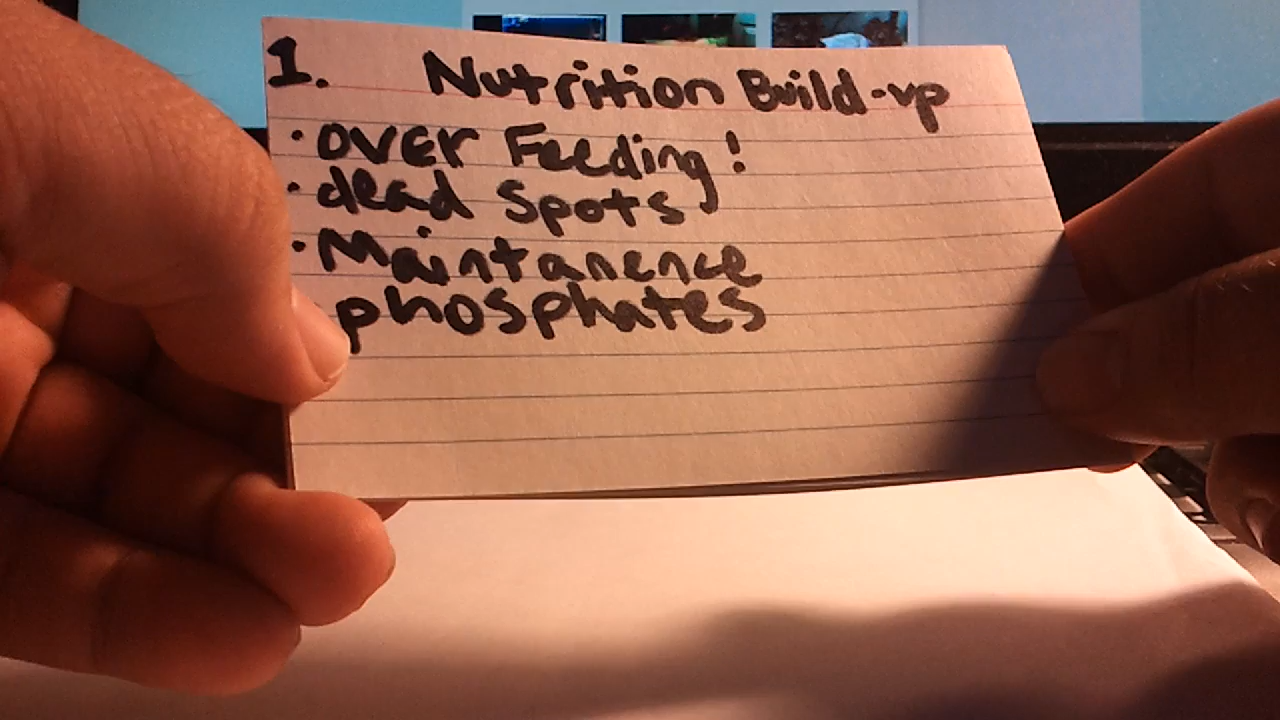 1. Nutrition Build-up
• OVER Feeding!
• dead Spots
• Maintanence
phosphates